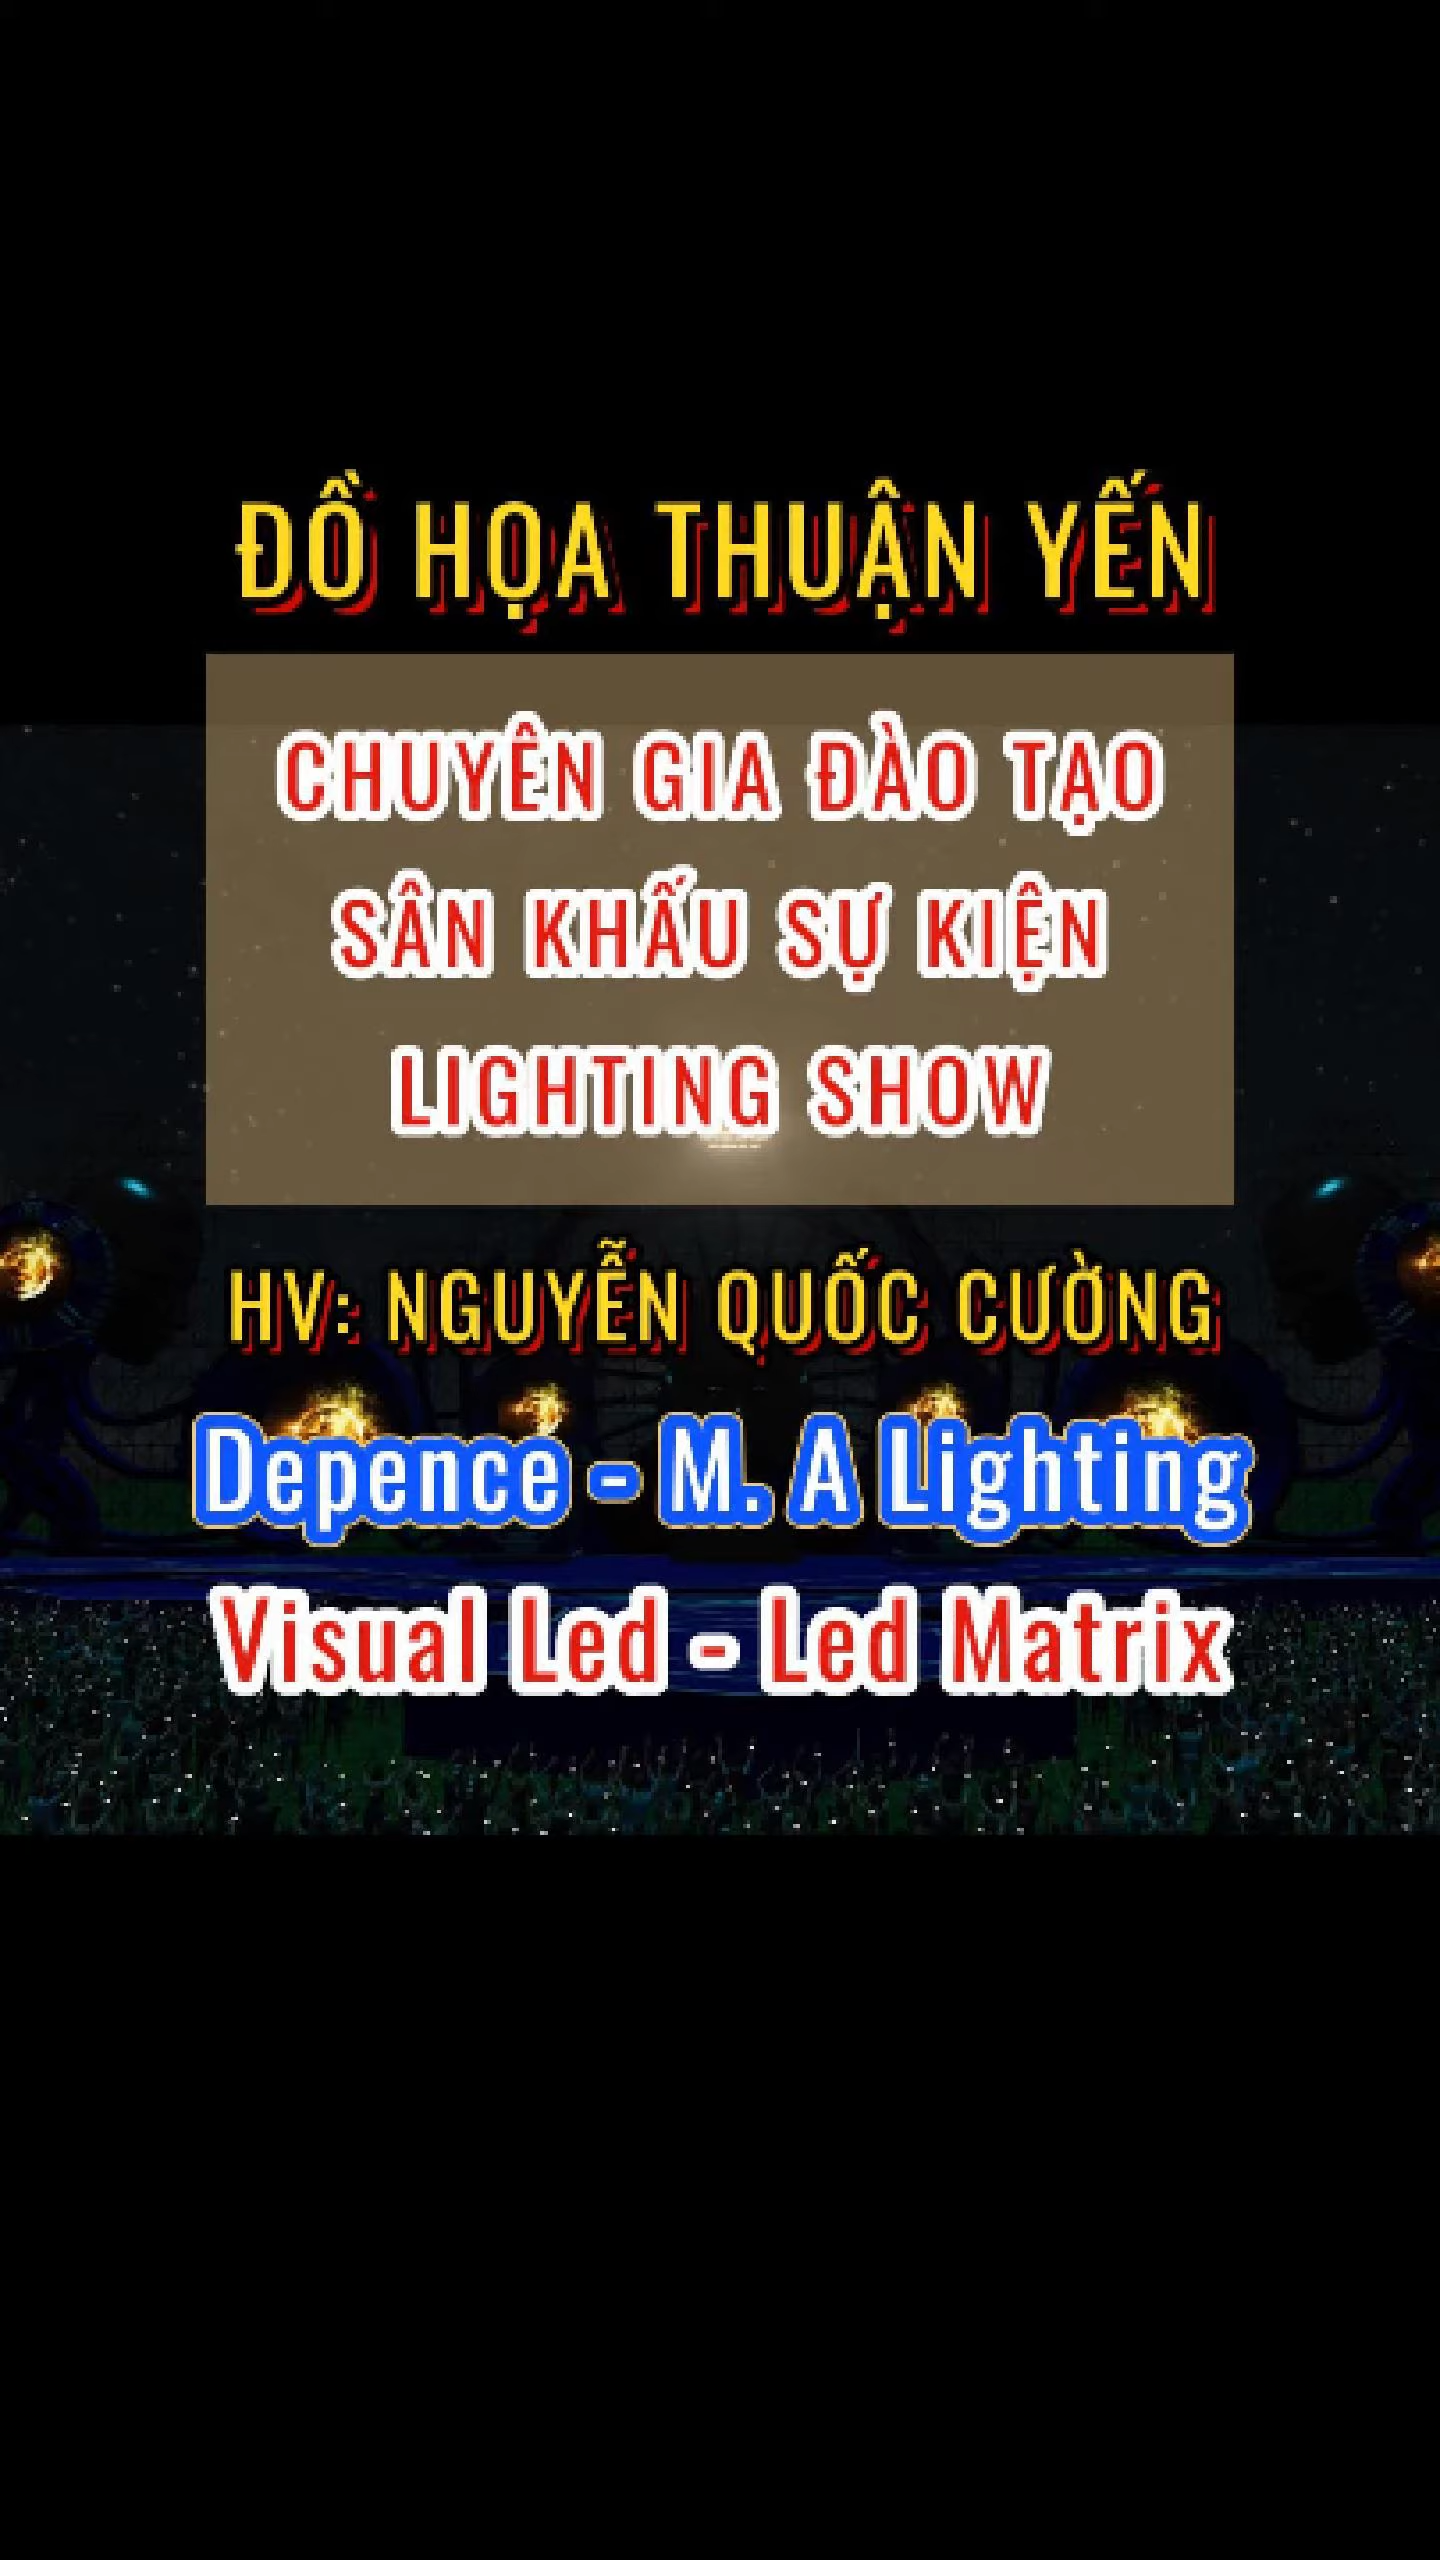 ĐỒ HỌA THUẬN YẾN
CHUYÊN GIA ĐÀO TẠO
SÂN KHẤU SỰ KIỆN
LIGHTING SHOW
HV: NGUYỄN QUỐC CƯỜNG
Depence - M. A Lighting
Visual Led - Led Matrix